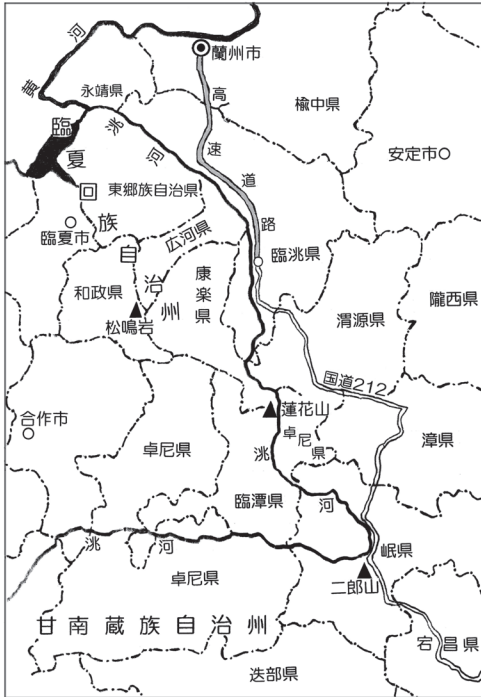 黄河
蘭州市
永靖県
高速道路
洮河
楡中県
安定市
臨夏回族自治州
東郷族自治県
臨夏市
広河県
臨洮県
和政県
康楽県
松鳴岩
渭源県
隴西県
国道212
蓮花山
合作市
卓尼県
卓尼県
漳県
洮河
臨潭県
洮河
岷県
卓尼県
二郎山
甘南蔵族自治州
宕昌県
迭部県